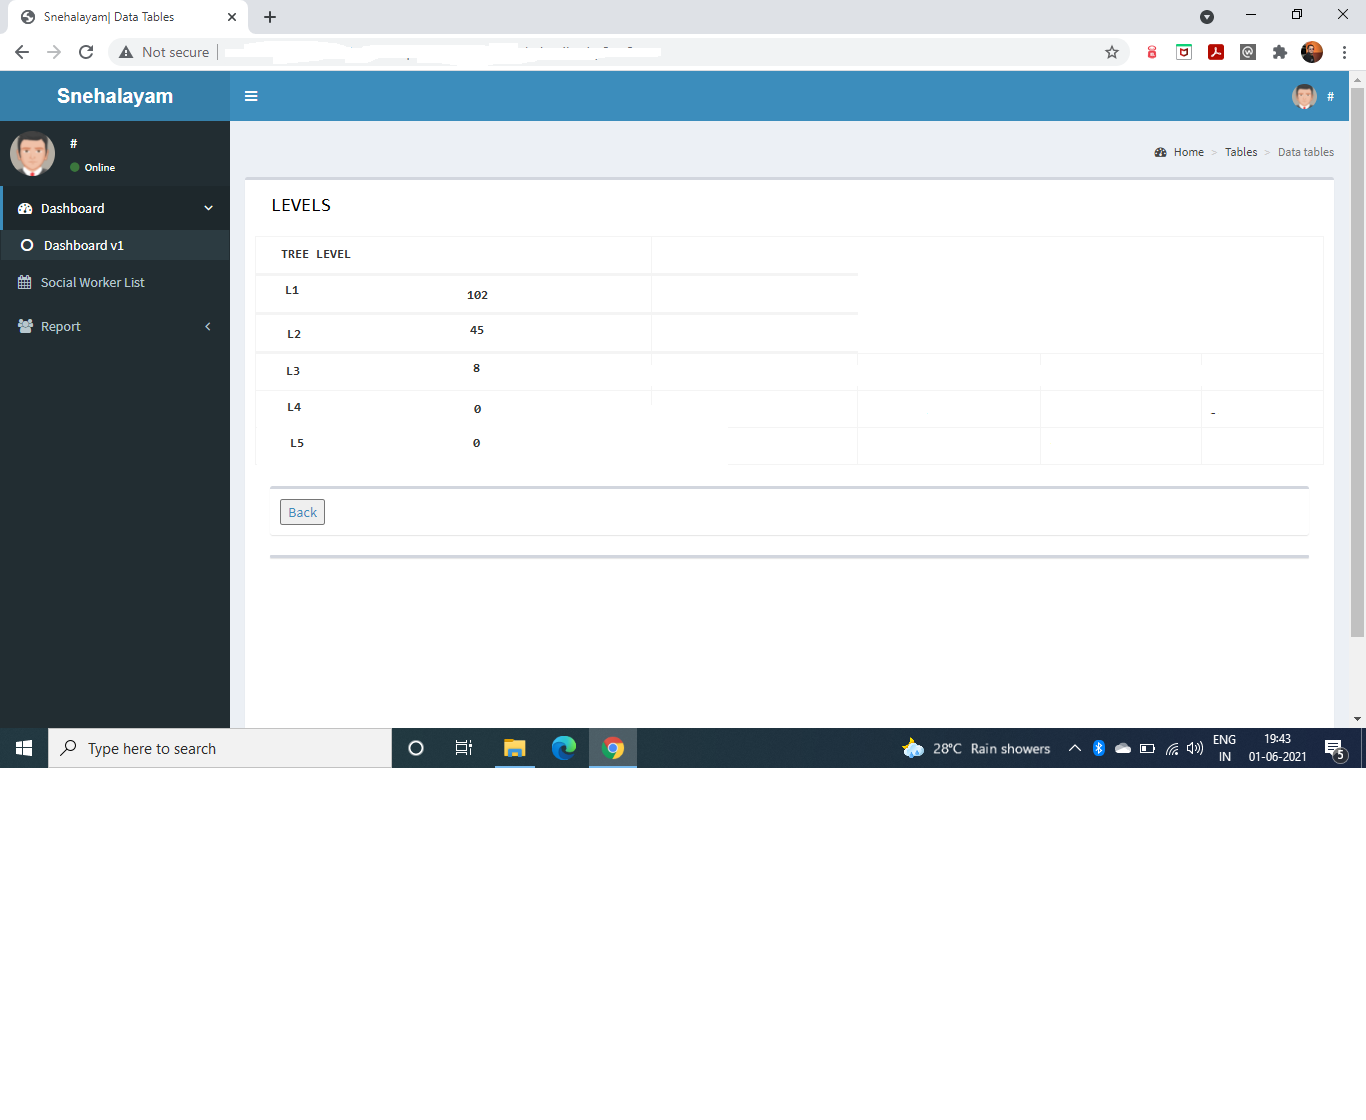 Snehalayam| Data Tables
Not secure
Snehalayam
#
#
Online
Home > Tables > Data tables
Dashboard
Dashboard v1
Social Worker List
Report
LEVELS
TREE LEVEL
L1 102
L2 45
L3 8
L4 0 -
L5 0
Back
Type here to search
28°C Rain showers
ENG
IN
19:43
01-06-2021
5